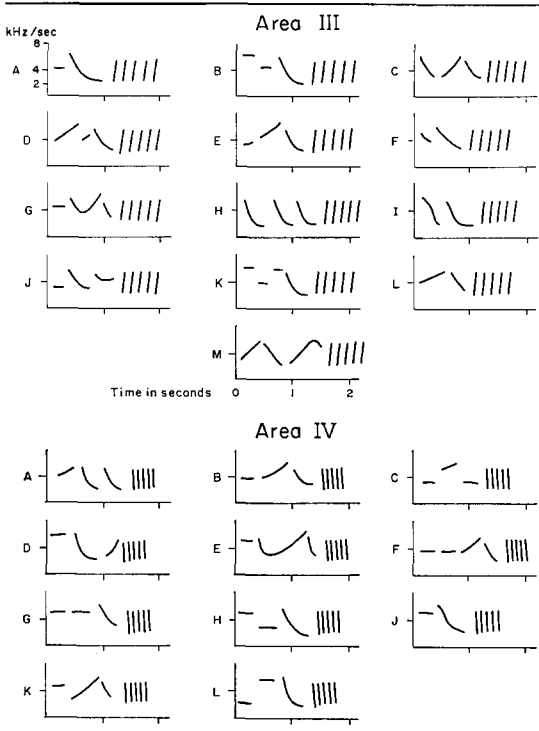 Area III
kHz/sec
8
4
2
A
B
C
D
E
F
G
H
I
J
K
L
M
Time in seconds 0 1 2
Area IV
A
B
C
D
E
F
G
H
J
K
L